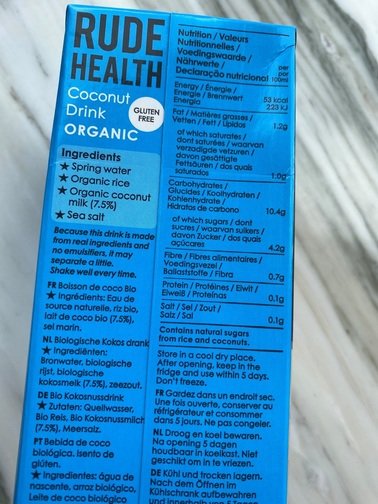 RUDE
HEALTH
Coconut
Drink
ORGANIC
GLUTEN
FREE
Ingredients
★ Spring water
★ Organic rice
★ Organic coconut
milk (7.5%)
★ Sea salt
Because this drink is made
from real ingredients and
no emulsifiers, it may
separate a little.
Shake well every time.
FR Boisson de coco Bio
★ Ingrédients: Eau de
source naturelle, riz bio,
lait de coco bio (7.5%),
sel marin.
NL Biologische Kokos drank
★ Ingrediënten:
Bronwater, biologische
rijst, biologische
kokosmelk (7.5%), zeezout.
DE Bio Kokosnussdrink
★ Zutaten: Quellwasser,
Bio Reis, Bio Kokosnussmilch
(7.5%), Meersalz.
PT Bebida de coco
biológica. Isento de
glúten.
★ Ingredientes: água de
nascente, arroz biológico,
Leite de coco biológico
Nutrition / Valeurs
Nutritionnelles /
Voedingswaarde /
Nährwerte /
Declaração nutricional
per
por
100ml
Energy / Énergie /
Energie / Brennwert
Energia
53 kcal
223 kJ
Fat / Matières grasses /
Vetten / Fett / Lípidos
1.2g
of which saturates /
dont saturées / waarvan
verzadigde vetzuren /
davon gesättigte
Fettsäuren / dos quais
saturados
1.0g
Carbohydrates /
Glucides / Koolhydraten /
Kohlenhydrate /
Hidratos de carbono
10.4g
of which sugars / dont
sucres / waarvan suikers /
davon Zucker / dos quais
açúcares
4.2g
Fibre / Fibres alimentaires /
Voedingsvezel /
Ballaststoffe / Fibra
0.7g
Protein / Protéines / Eiwit /
Eiweiß / Proteínas
0.1g
Salt / Sel / Zout /
Salz / Sal
0.1g
Contains natural sugars
from rice and coconuts.
Store in a cool dry place.
After opening, keep in the
fridge and use within 5 days.
Don't freeze.
FR Gardez dans un endroit sec.
Une fois ouverte, conserver au
réfrigérateur et consommer
dans 5 jours. Ne pas congeler.
NL Droog en koel bewaren.
Na opening 5 dagen
houdbaar in koelkast. Niet
geschikt om in te vriezen.
DE Kühl und trocken lagern.
Nach dem Öffnen im
Kühlschrank aufbewahren
und innerhalb von 5 Tagen